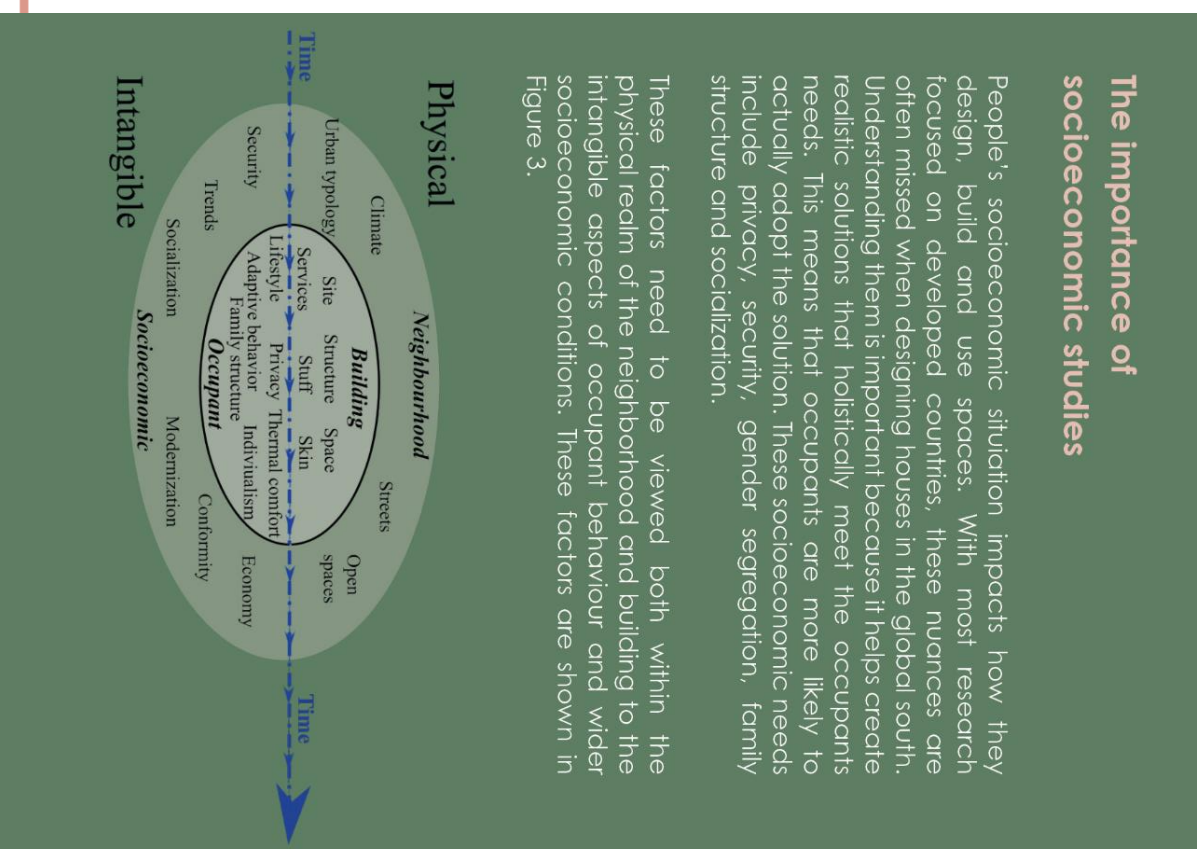 The importance of
socioeconomic studies
People's socioeconomic situation impacts how they
design, build and use spaces. With most research
focused on developed countries, these nuances are
often missed when designing houses in the global south.
Understanding them is important because it helps create
realistic solutions that holistically meet the occupants
needs. This means that occupants are more likely to
actually adopt the solution. These socioeconomic needs
include privacy, security, gender segregation, family
structure and socialization.
These factors need to be viewed both within the
physical realm of the neighborhood and building to the
intangible aspects of occupant behaviour and wider
socioeconomic conditions. These factors are shown in
Figure 3.
Physical
Neighbourhood
Climate
Streets
Urban typology
Open
spaces
Building
Site Structure Space
Services Stuff Skin
Time
Time
Lifestyle Privacy Thermal comfort
Adaptive behavior Indiviualism
Family structure
Occupant
Security
Economy
Trends
Conformity
Socialization
Modernization
Socioeconomic
Intangible